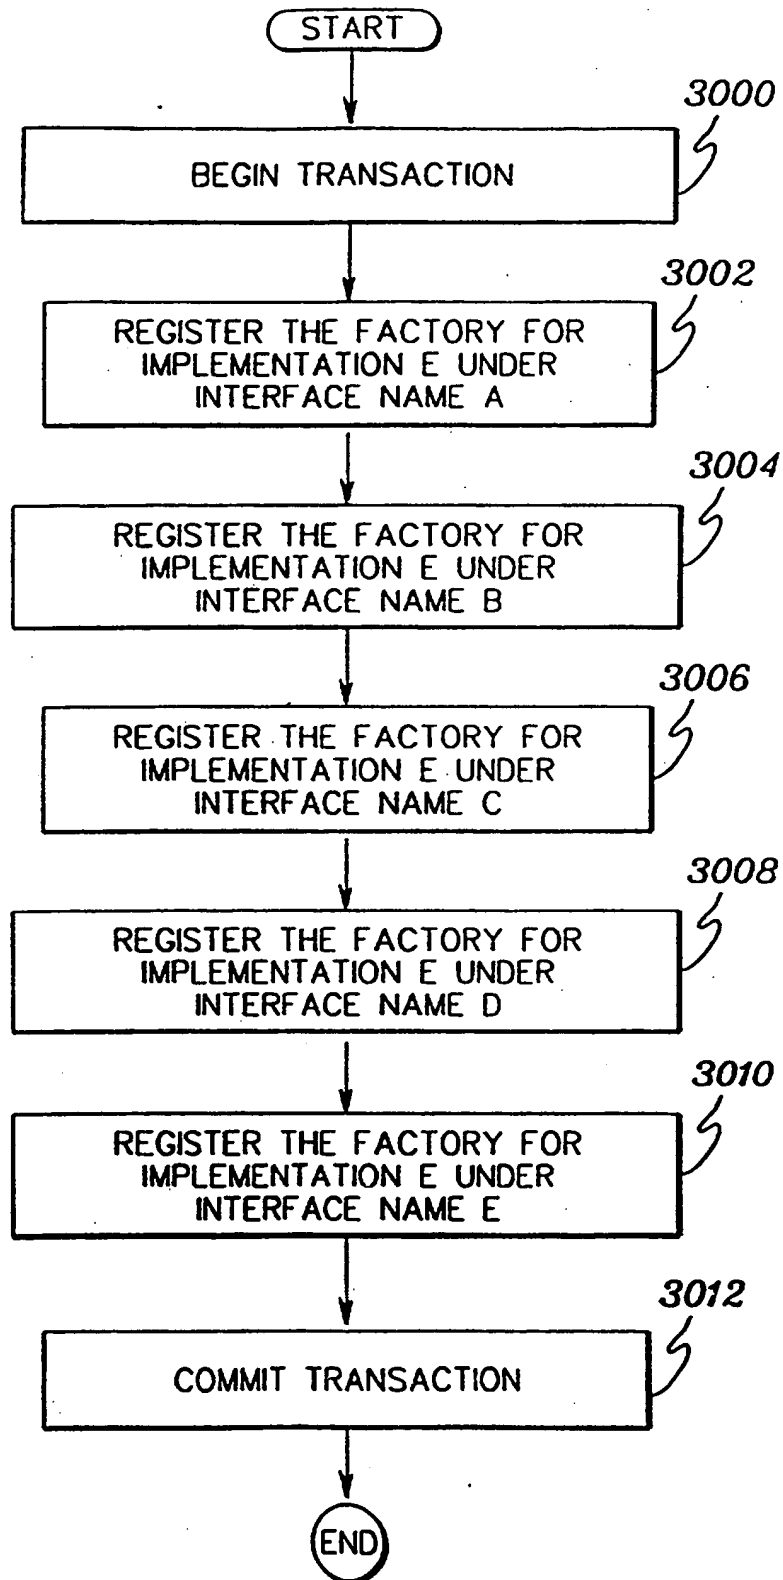 START
3000
BEGIN TRANSACTION
3002
REGISTER THE FACTORY FOR
IMPLEMENTATION E UNDER
INTERFACE NAME A
3004
REGISTER THE FACTORY FOR
IMPLEMENTATION E UNDER
INTERFACE NAME B
3006
REGISTER THE FACTORY FOR
IMPLEMENTATION E UNDER
INTERFACE NAME C
3008
REGISTER THE FACTORY FOR
IMPLEMENTATION E UNDER
INTERFACE NAME D
3010
REGISTER THE FACTORY FOR
IMPLEMENTATION E UNDER
INTERFACE NAME E
3012
COMMIT TRANSACTION
END